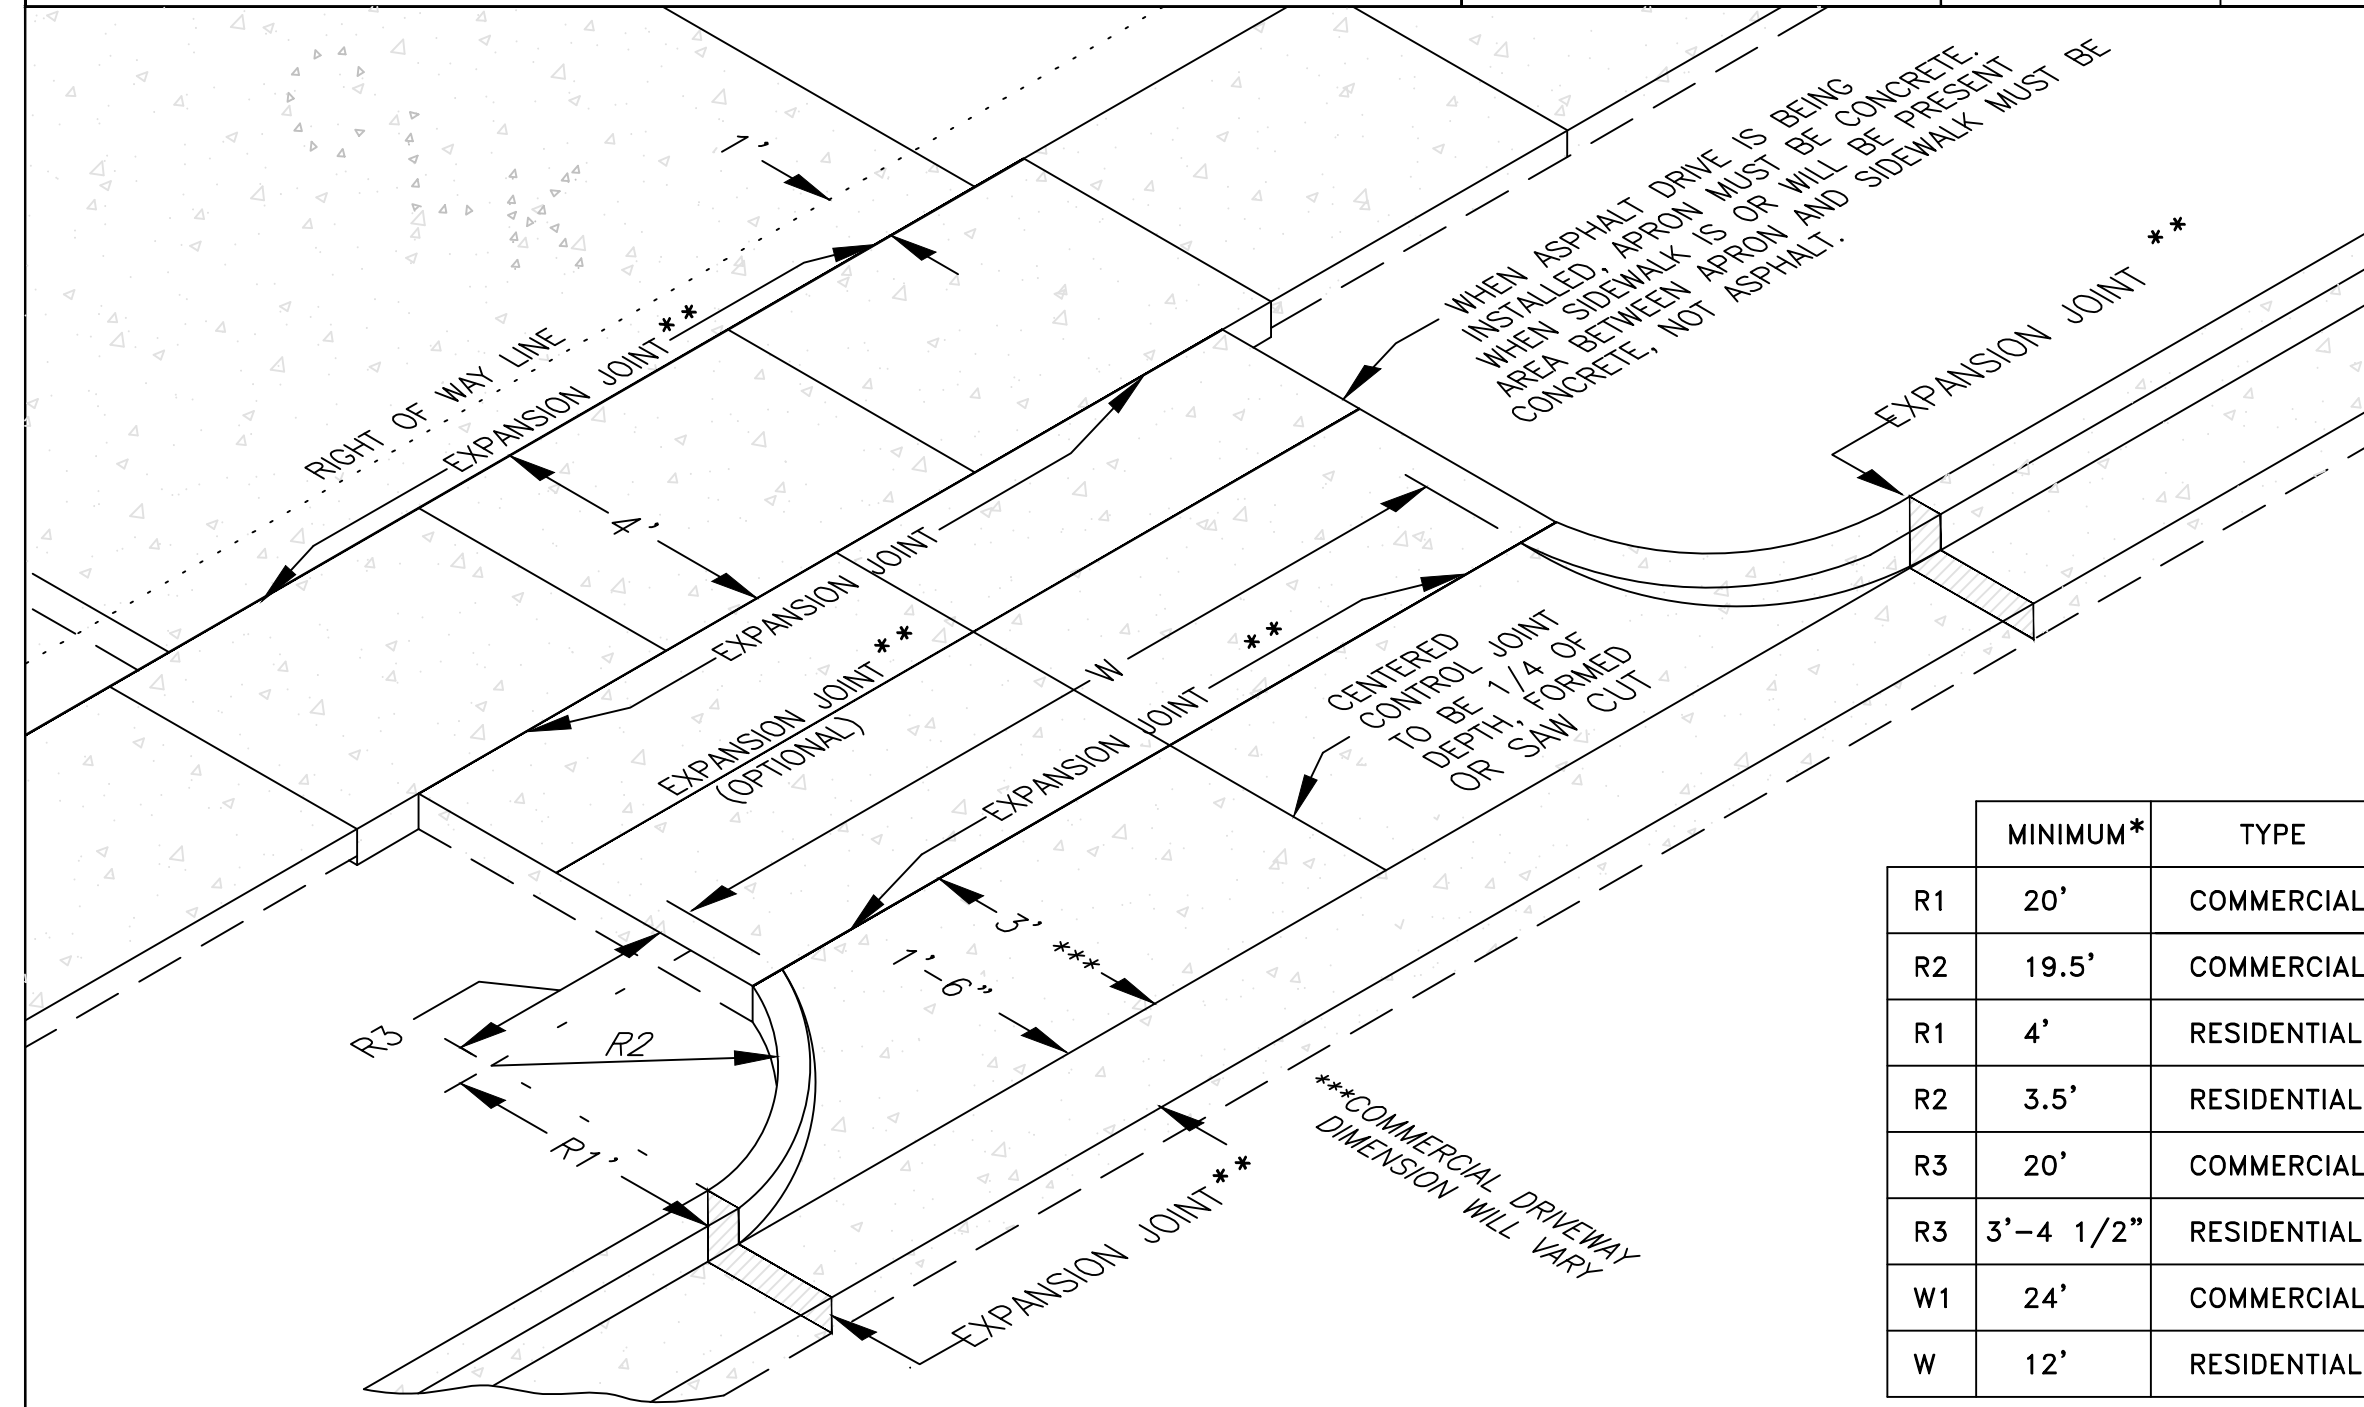 1'
WHEN ASPHALT DRIVE IS BEING
INSTALLED, APRON MUST BE CONCRETE.
WHEN SIDEWALK IS OR WILL BE PRESENT
AREA BETWEEN APRON AND SIDEWALK MUST BE
CONCRETE, NOT ASPHALT.
EXPANSION JOINT **
RIGHT OF WAY LINE
EXPANSION JOINT **
4'
EXPANSION JOINT
EXPANSION JOINT **
(OPTIONAL)
W
EXPANSION JOINT **
CENTERED
CONTROL JOINT
TO BE 1/4 OF
DEPTH, FORMED
OR SAW CUT
3' ***
1'-6"
R3
R2
R1'
***COMMERCIAL DRIVEWAY
DIMENSION WILL VARY
EXPANSION JOINT **
MINIMUM* TYPE
R1 20' COMMERCIAL
R2 19.5' COMMERCIAL
R1 4' RESIDENTIAL
R2 3.5' RESIDENTIAL
R3 20' COMMERCIAL
R3 3'-4 1/2" RESIDENTIAL
W1 24' COMMERCIAL
W 12' RESIDENTIAL